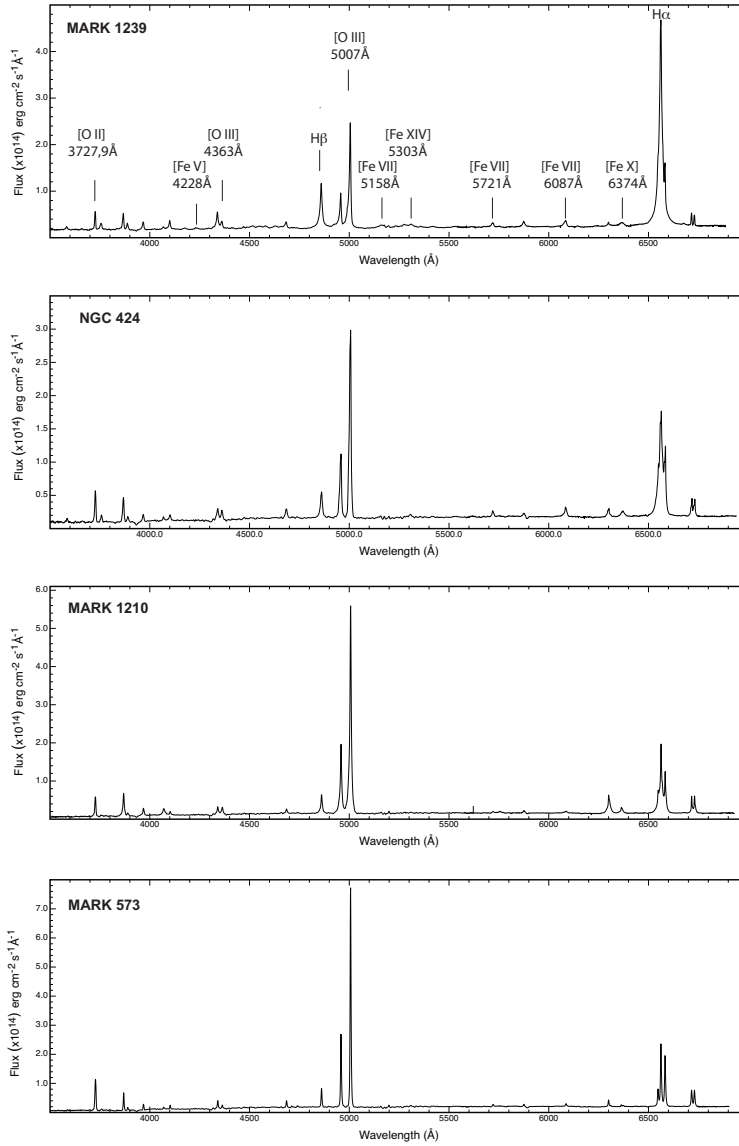 MARK 1239
[O III]
5007Å
Hα
[O II]
3727,9Å
[O III]
4363Å
[Fe V]
4228Å
Hβ
[Fe XIV]
5303Å
[Fe VII]
5158Å
[Fe VII]
5721Å
[Fe VII]
6087Å
[Fe X]
6374Å
4.0
3.0
2.0
1.0
Flux (x10¹⁴) erg cm⁻² s⁻¹Å⁻¹
4000 4500 5000 5500 6000 6500
Wavelength (Å)
NGC 424
3.0
2.5
2.0
1.5
1.0
0.5
Flux (x10¹⁴) erg cm⁻² s⁻¹Å⁻¹
4000.0 4500.0 5000.0 5500.0 6000.0 6500.0
Wavelength (Å)
MARK 1210
6.0
5.0
4.0
3.0
2.0
1.0
Flux (x10¹⁴) erg cm⁻² s⁻¹Å⁻¹
4000 4500 5000 5500 6000 6500
Wavelength (Å)
MARK 573
7.0
6.0
5.0
4.0
3.0
2.0
1.0
Flux (x10¹⁴) erg cm⁻² s⁻¹Å⁻¹
4000 4500 5000 5500 6000 6500
Wavelength (Å)